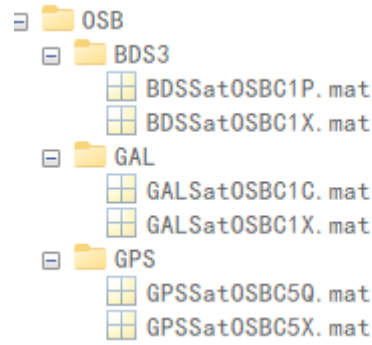 OSB
BDS3
BDSSatOSBC1P.mat
BDSSatOSBC1X.mat
GAL
GALSatOSBC1C.mat
GALSatOSBC1X.mat
GPS
GPSSatOSBC5Q.mat
GPSSatOSBC5X.mat